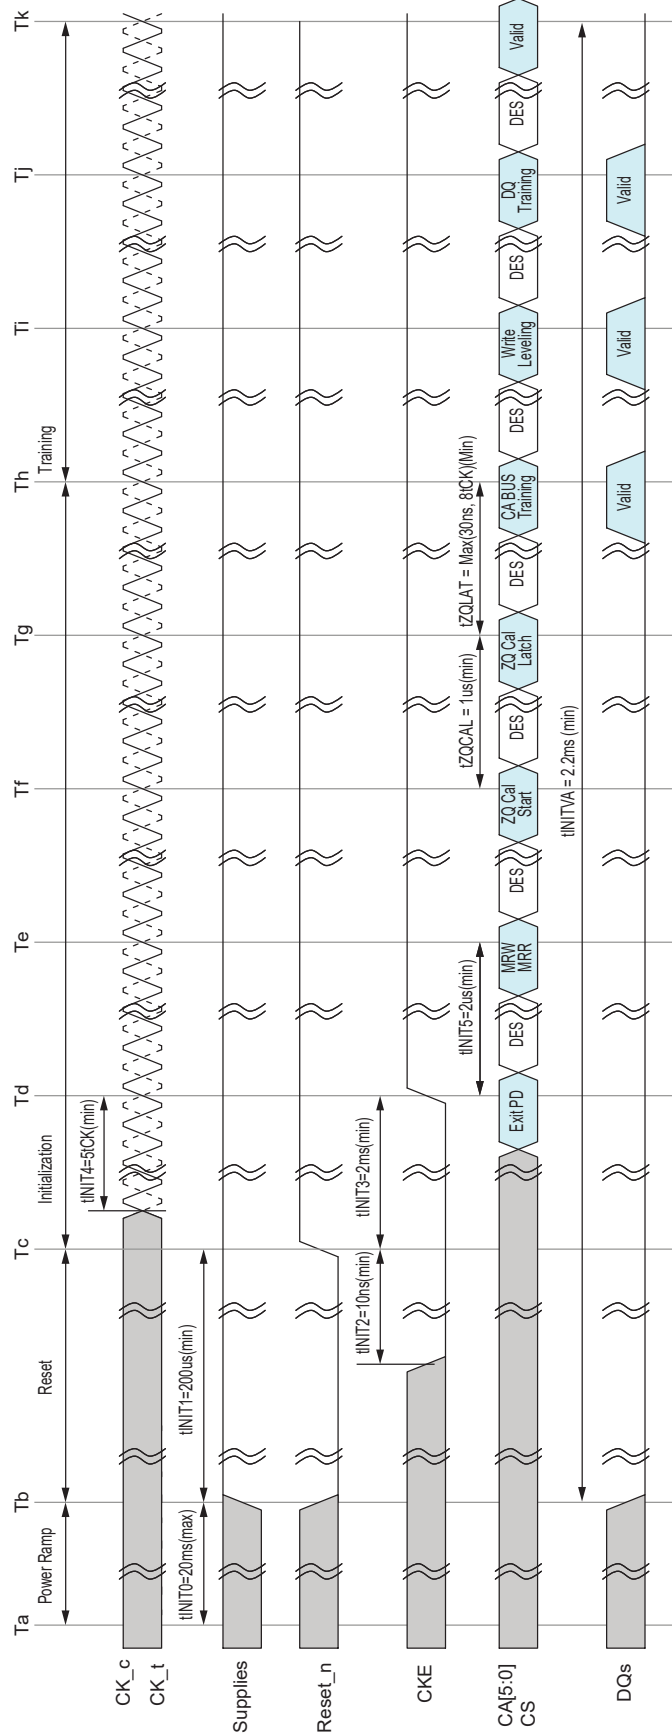 Ta Tb Tc Td Te Tf Tg Th Ti Tj Tk
Power Ramp Reset Initialization Training
CK_c
CK_t
tINIT4=5tCK(min)
tINIT0=20ms(max) tINIT1=200us(min)
Supplies
Reset_n
tINIT2=10ns(min) tINIT3=2ms(min)
CKE
tINIT5=2us(min) tZQCAL = 1us(min) tZQLAT = Max(30ns, 8tCK)(Min)
CA[5:0]
CS
Exit PD
DES
MRW
MRR
DES
ZQ Cal
Start
DES
ZQ Cal
Latch
DES
CA BUS
Training
DES
Write
Leveling
DES
DQ
Training
DES
Valid
tINITVA = 2.2ms (min)
DQs
Valid Valid Valid